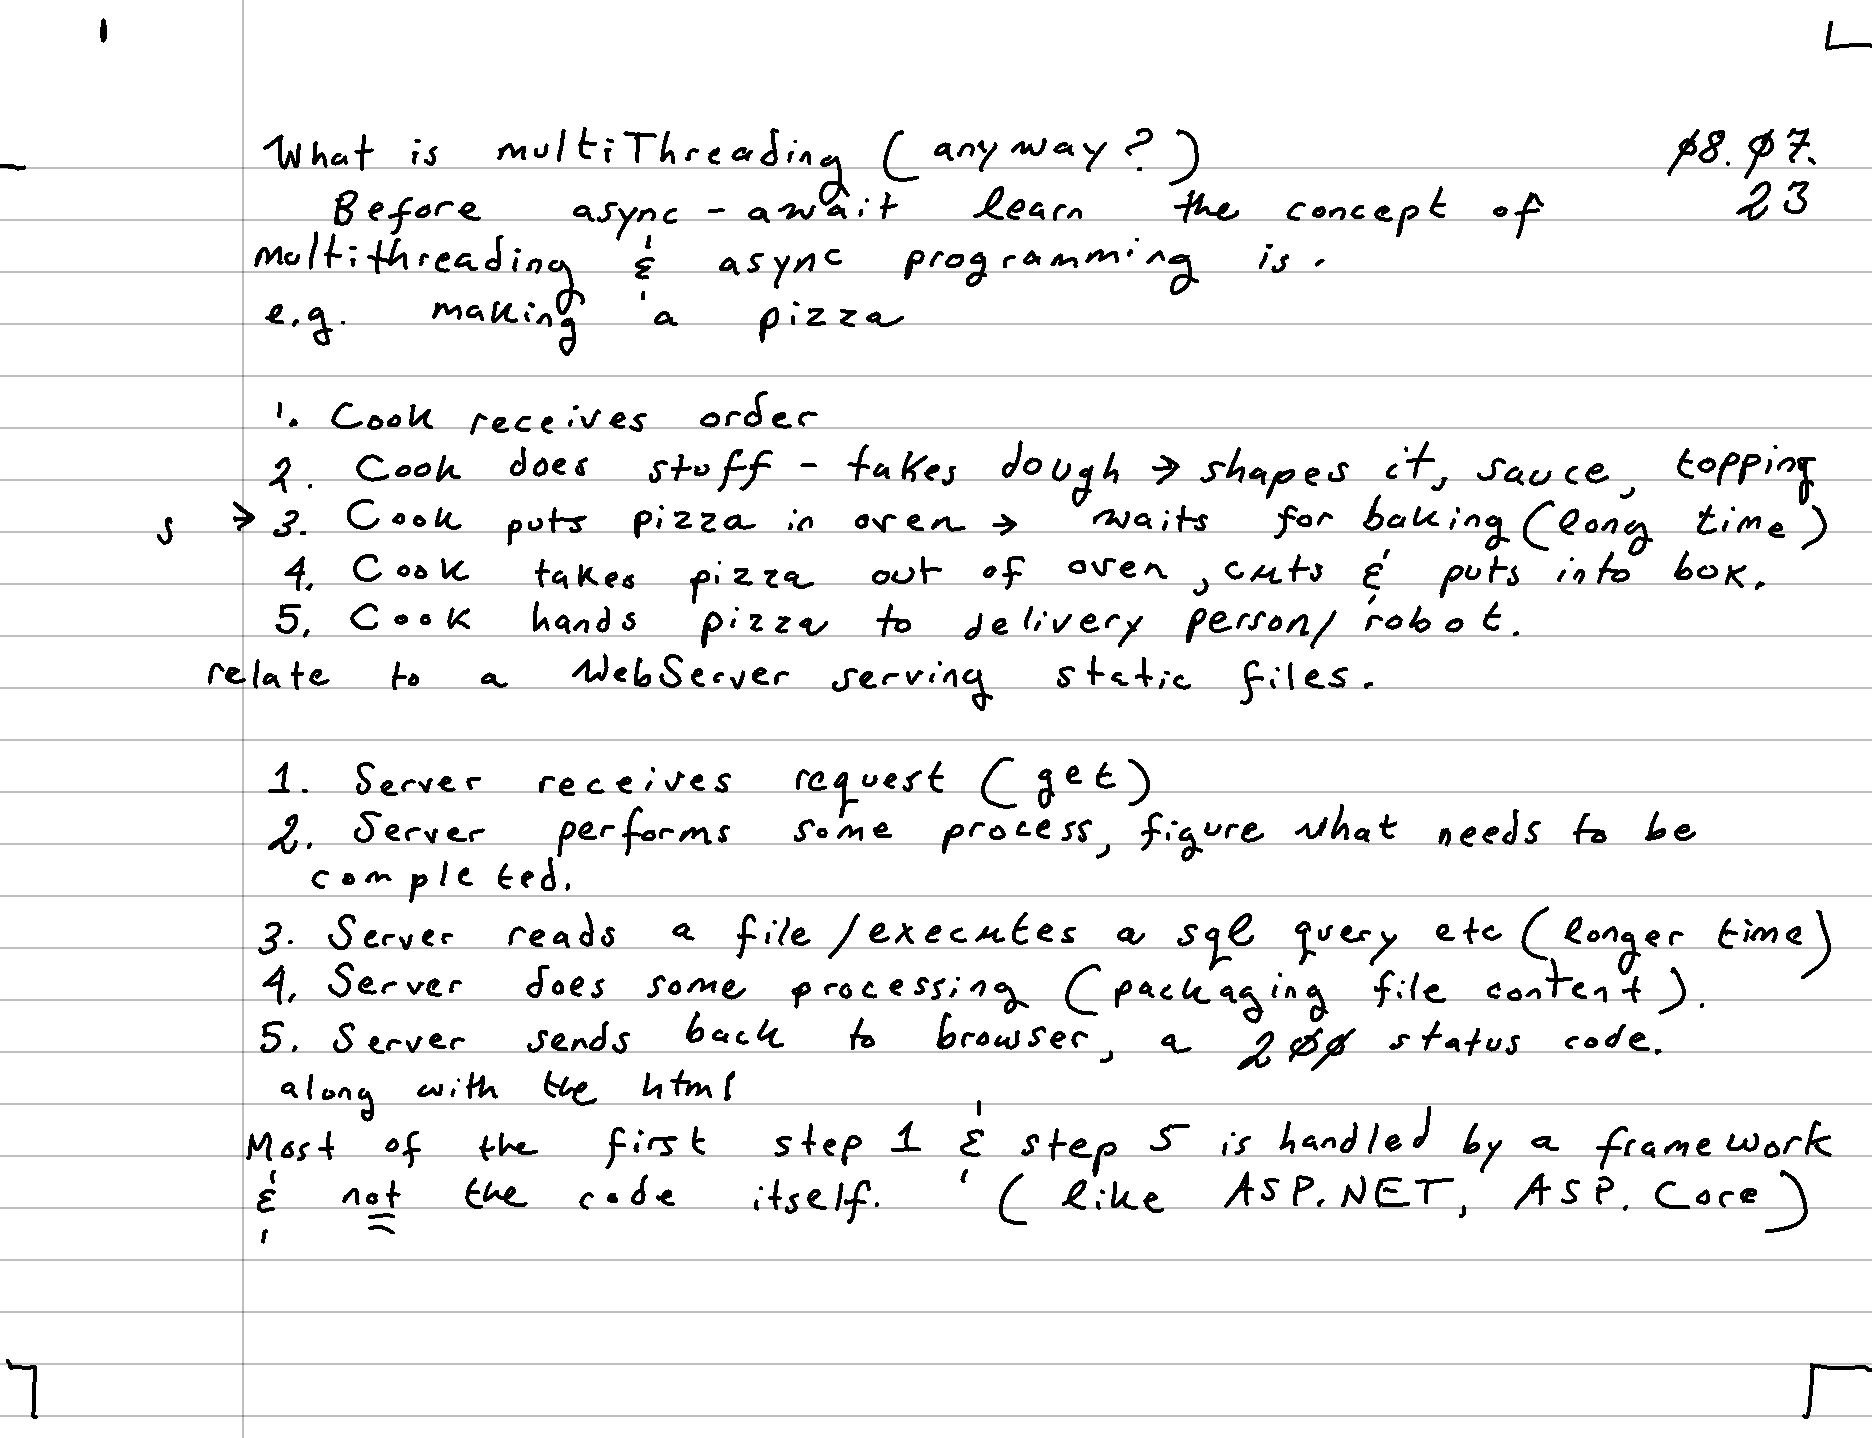 What is multiThreading (anyway?) 08.07.
23
Before async-await learn the concept of
multithreading & async programming is.
e.g. making a pizza
1. Cook receives order
2. Cook does stuff - takes dough → shapes it, sauce, topping
s → 3. Cook puts pizza in oven → waits for baking (long time)
4. Cook takes pizza out of oven, cuts & puts into box.
5. Cook hands pizza to delivery person/robot.
relate to a WebServer serving static files.
1. Server receives request (get)
2. Server performs some process, figure what needs to be
completed.
3. Server reads a file/executes a sql query etc (longer time)
4. Server does some processing (packaging file content).
5. Server sends back to browser, a 200 status code.
along with the html
Most of the first step 1 & step 5 is handled by a framework
& not the code itself. (like ASP.NET, ASP. Core)